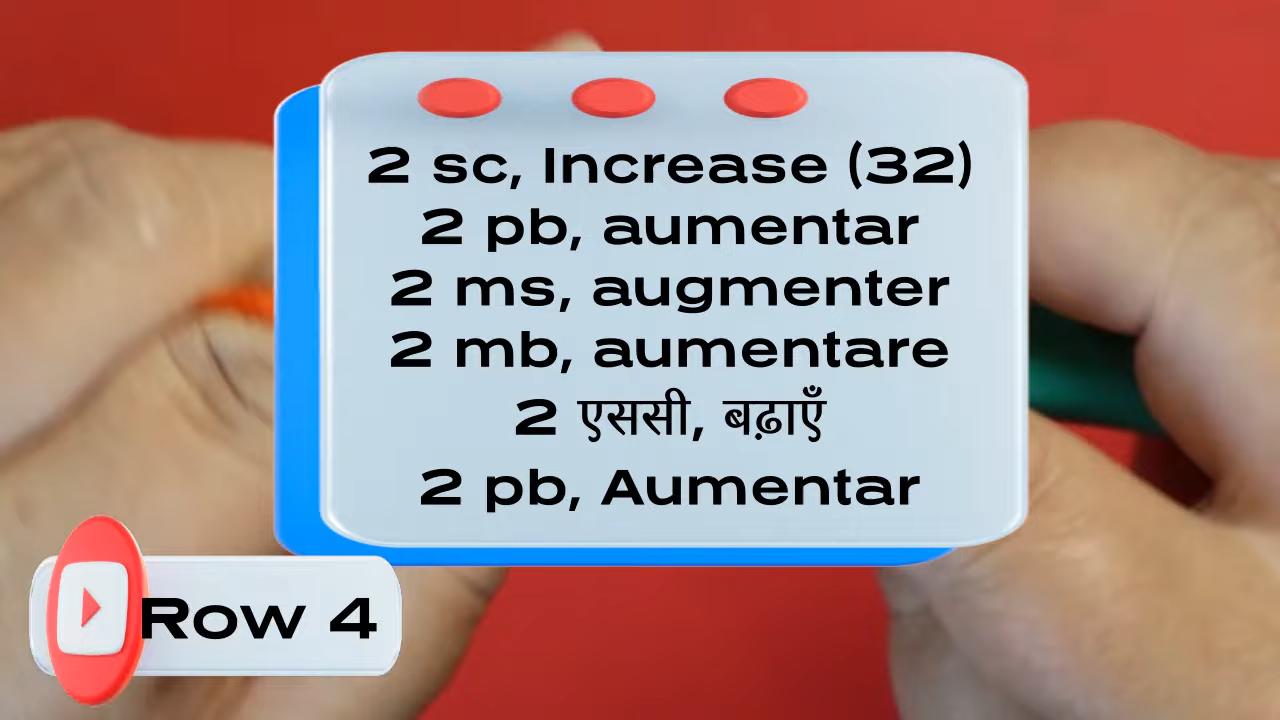 2 sc, Increase (32)
2 pb, aumentar
2 ms, augmenter
2 mb, aumentare
2 एससी, बढ़ाएँ
2 pb, Aumentar
Row 4